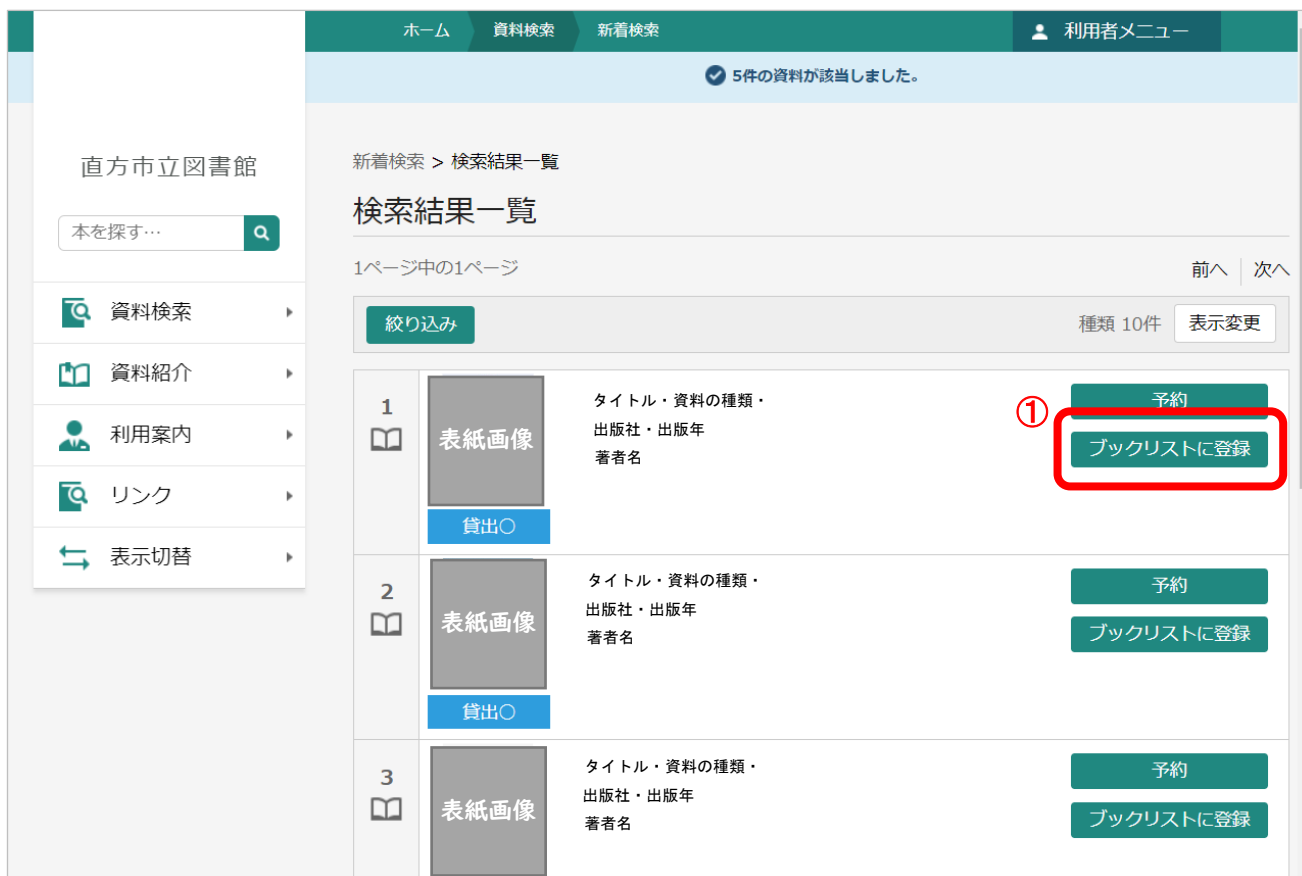 ホーム 資料検索 新着検索 利用者メニュー
5件の資料が該当しました。
直方市立図書館
本を探す…
資料検索
資料紹介
利用案内
リンク
表示切替
新着検索 > 検索結果一覧
検索結果一覧
1ページ中の1ページ 前へ 次へ
絞り込み 種類 10件 表示変更
1
表紙画像
貸出○
タイトル・資料の種類・
出版社・出版年
著者名
予約
①
ブックリストに登録
2
表紙画像
貸出○
タイトル・資料の種類・
出版社・出版年
著者名
予約
ブックリストに登録
3
表紙画像
タイトル・資料の種類・
出版社・出版年
著者名
予約
ブックリストに登録